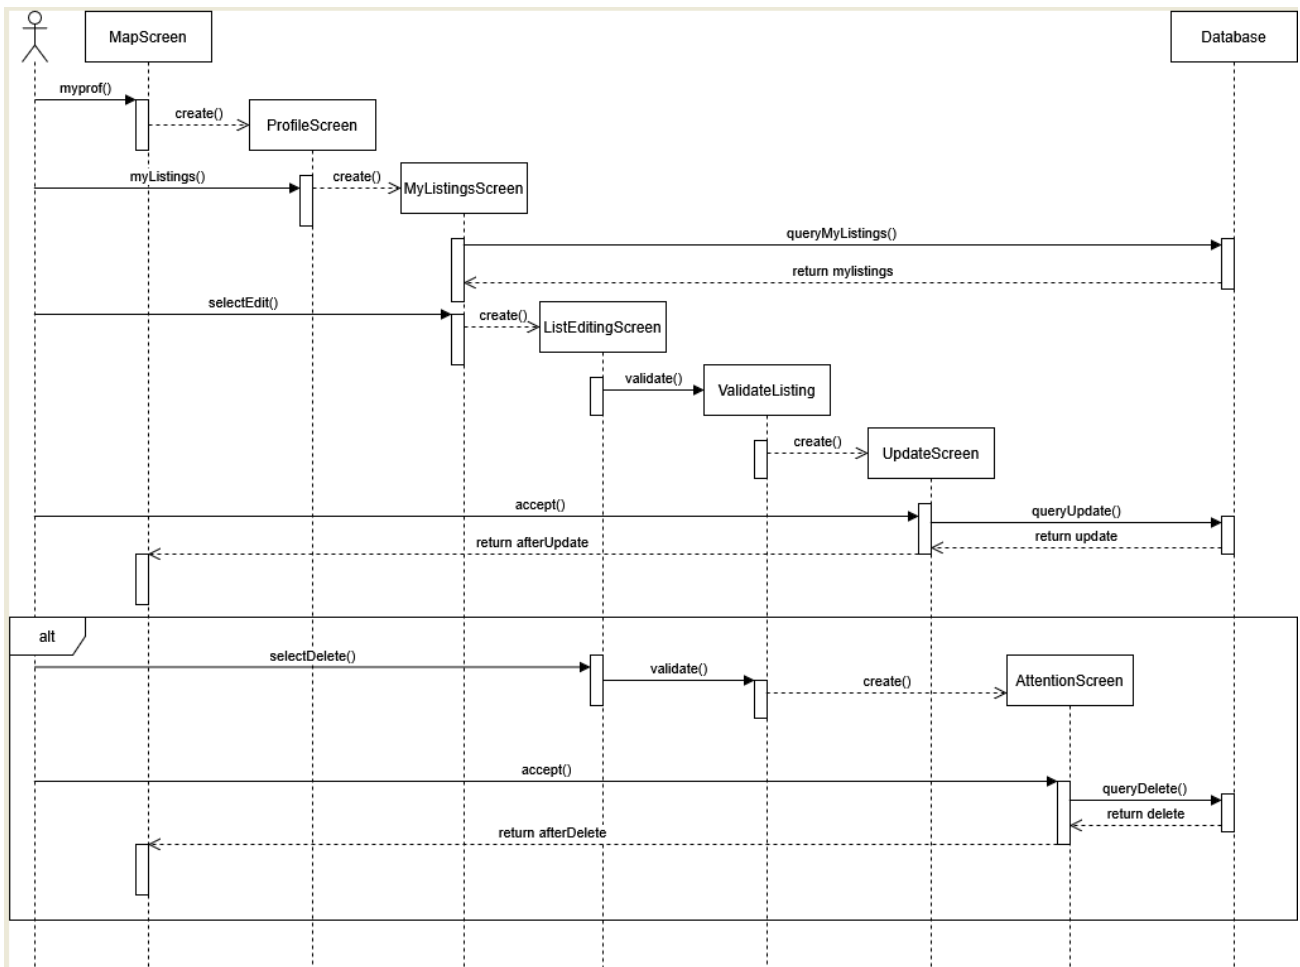 MapScreen
Database
myprof()
create()
ProfileScreen
myListings()
create()
MyListingsScreen
queryMyListings()
return mylistings
selectEdit()
create()
ListEditingScreen
validate()
ValidateListing
create()
UpdateScreen
accept()
queryUpdate()
return update
return afterUpdate
alt
selectDelete()
validate()
create()
AttentionScreen
accept()
queryDelete()
return delete
return afterDelete